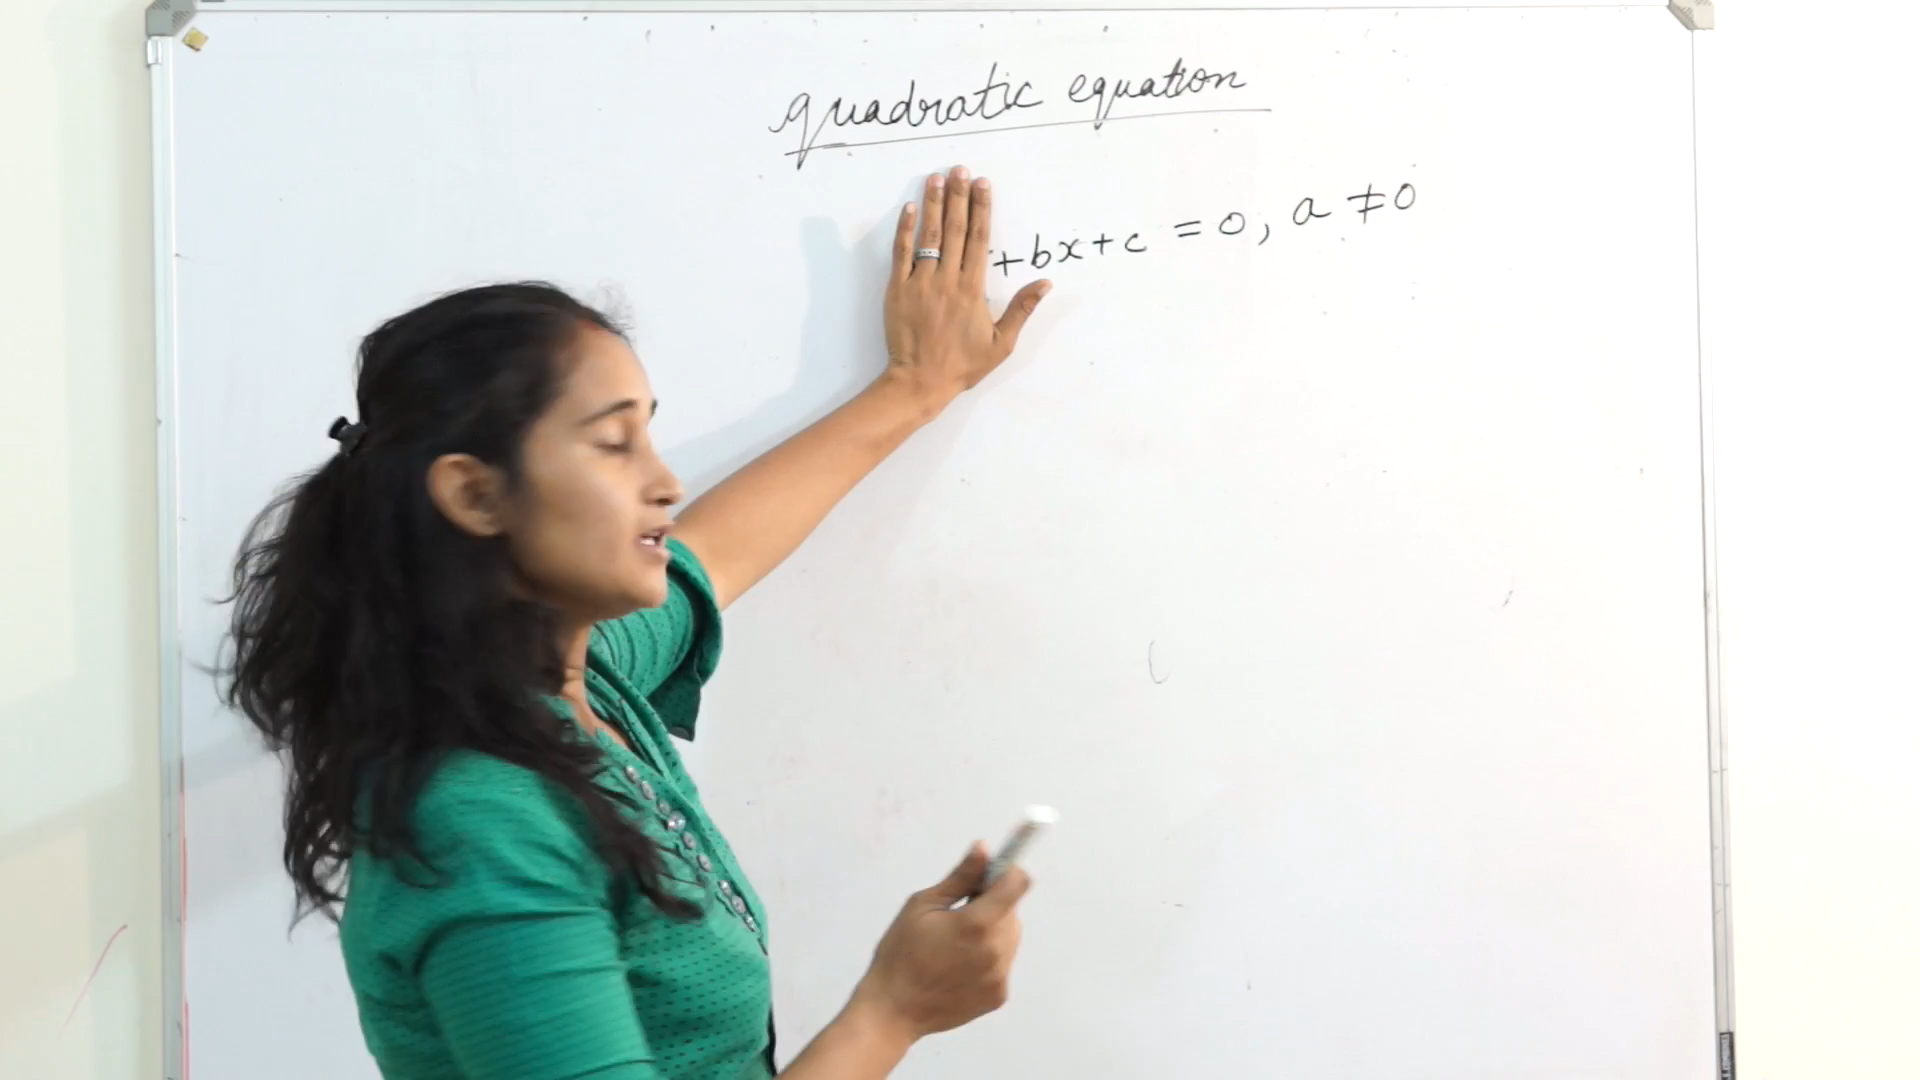 quadratic equation
+bx+c = 0, a ≠ 0